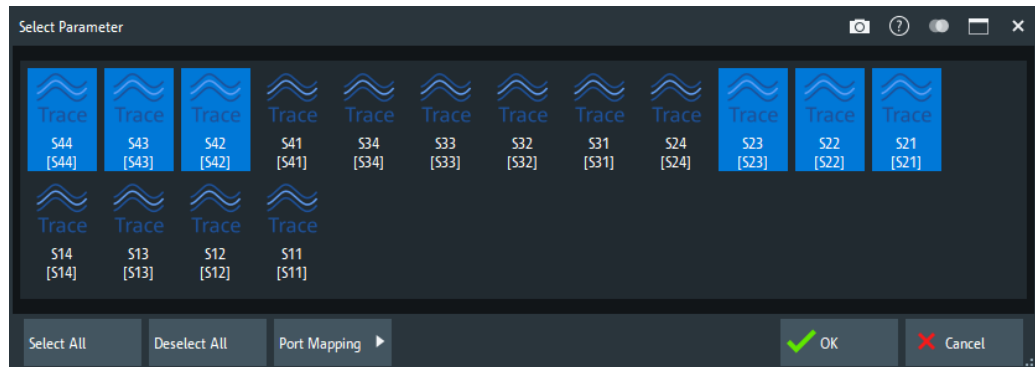 Select Parameter
Trace Trace Trace Trace Trace Trace Trace Trace Trace Trace Trace Trace
S44 S43 S42 S41 S34 S33 S32 S31 S24 S23 S22 S21
[S44] [S43] [S42] [S41] [S34] [S33] [S32] [S31] [S24] [S23] [S22] [S21]
Trace Trace Trace Trace
S14 S13 S12 S11
[S14] [S13] [S12] [S11]
Select All Deselect All Port Mapping OK Cancel